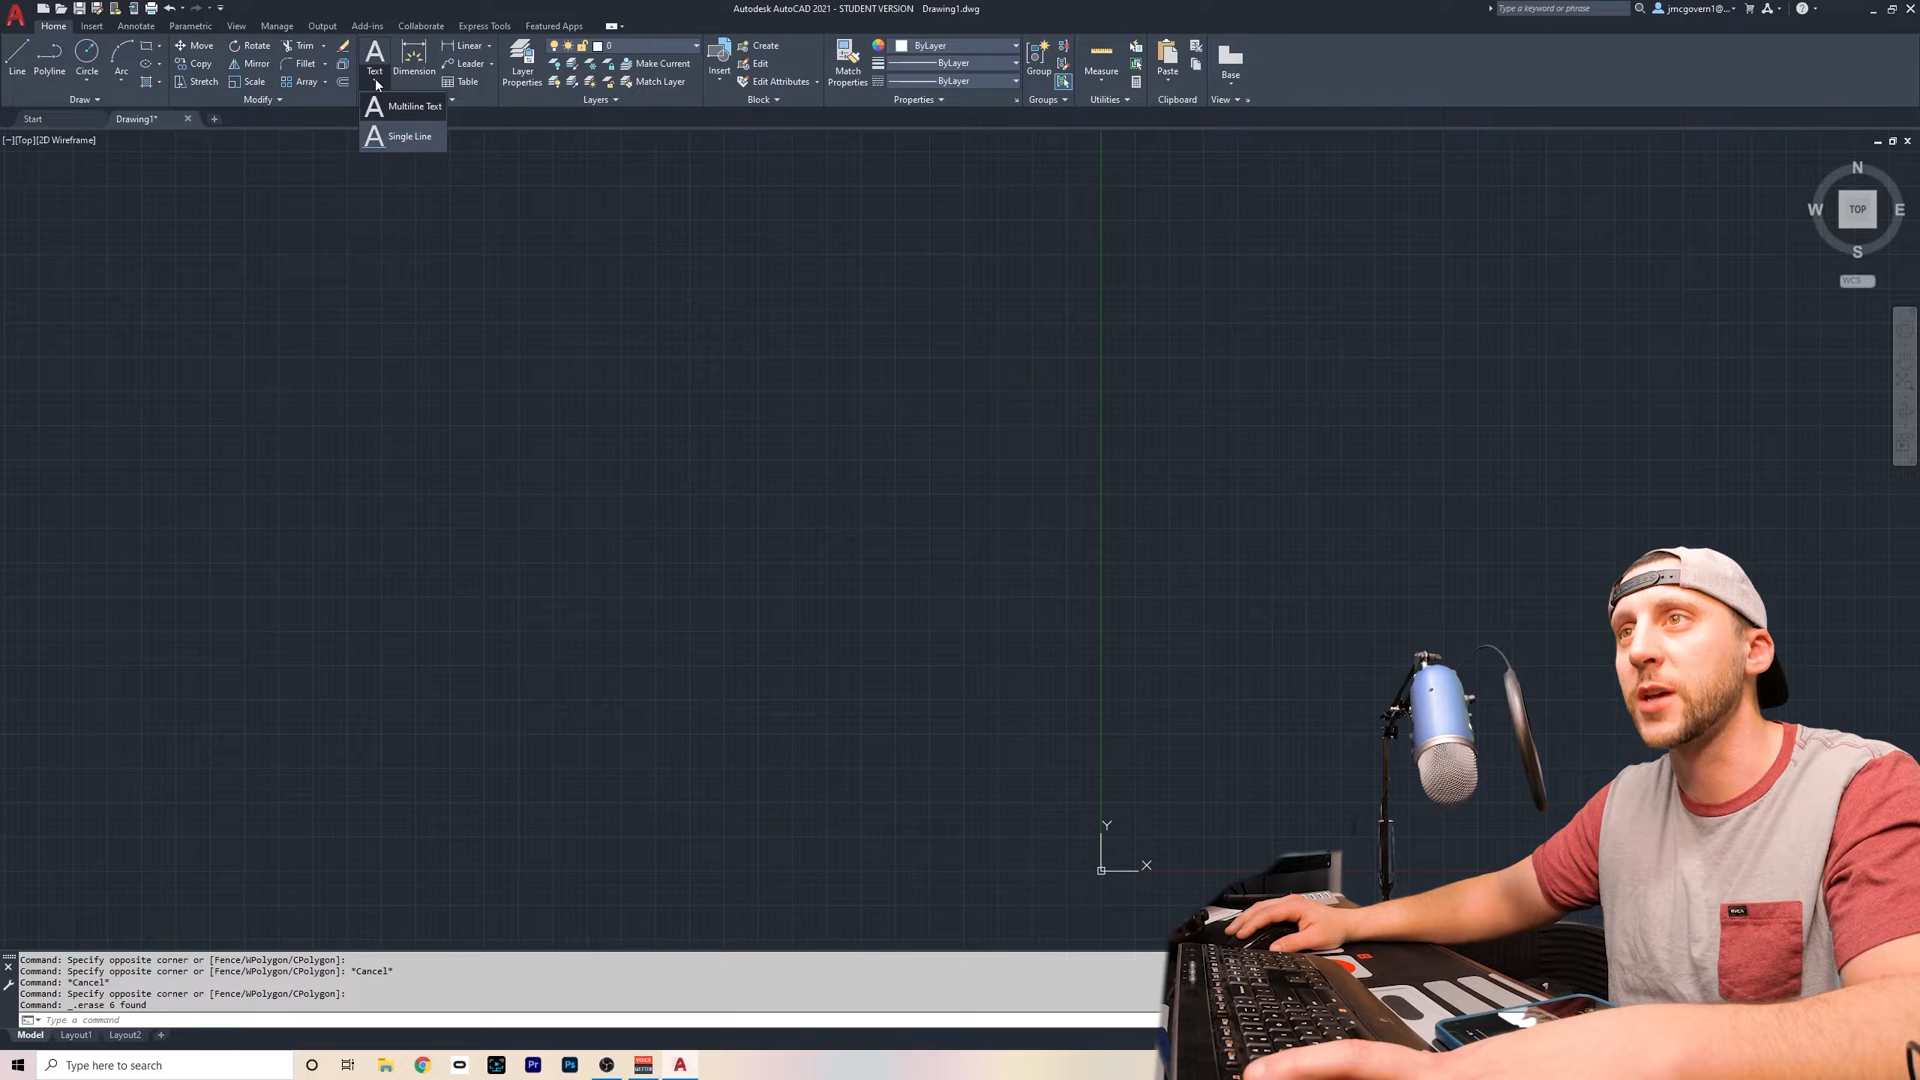 Autodesk AutoCAD 2021 - STUDENT VERSION Drawing1.dwg
Type a keyword or phrase
jmcgovern1@...
Home Insert Annotate Parametric View Manage Output Add-ins Collaborate Express Tools Featured Apps
Move Rotate Trim
Linear
0
Create
ByLayer
Copy Mirror Fillet
Leader
Make Current
Edit
ByLayer
Line Polyline Circle Arc
Text Dimension
Layer Properties
Insert
Match Properties
Group
Measure
Paste
Base
Stretch Scale Array
Table
Match Layer
Edit Attributes
ByLayer
Draw Modify Layers Block Properties Groups Utilities Clipboard View
Multiline Text
Single Line
Start Drawing1*
[−][Top][2D Wireframe]
N
W TOP E
S
WCS
Y
X
RVCA
Command: Specify opposite corner or [Fence/WPolygon/CPolygon]:
Command: Specify opposite corner or [Fence/WPolygon/CPolygon]: *Cancel*
Command: *Cancel*
Command: Specify opposite corner or [Fence/WPolygon/CPolygon]:
Command: _.erase 6 found
Type a command
Model Layout1 Layout2
Type here to search
Pr
Ps
A